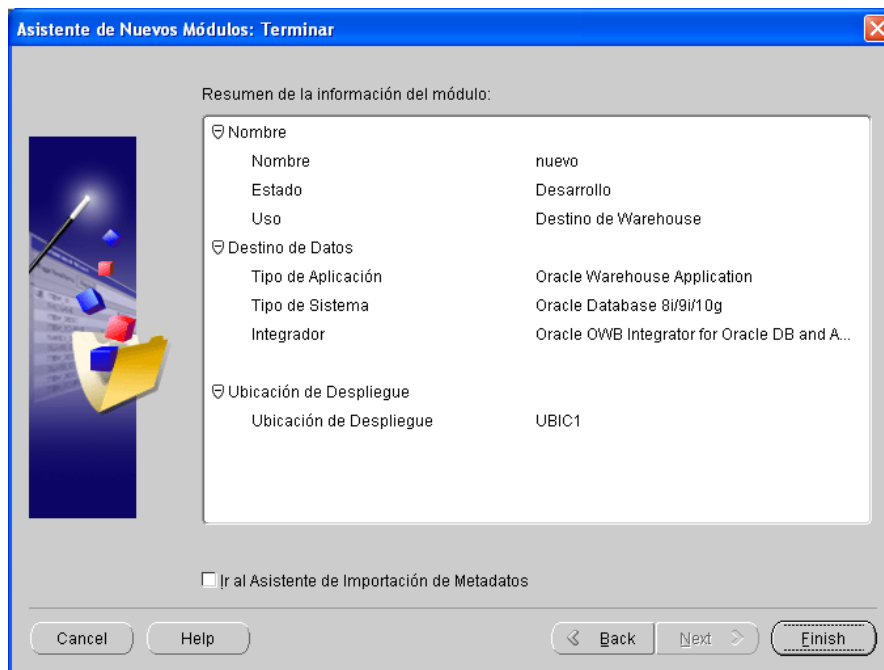 Asistente de Nuevos Módulos: Terminar
Resumen de la información del módulo:
Nombre
Nombre nuevo
Estado Desarrollo
Uso Destino de Warehouse
Destino de Datos
Tipo de Aplicación Oracle Warehouse Application
Tipo de Sistema Oracle Database 8i/9i/10g
Integrador Oracle OWB Integrator for Oracle DB and A...
Ubicación de Despliegue
Ubicación de Despliegue UBIC1
Ir al Asistente de Importación de Metadatos
Cancel Help Back Next Finish